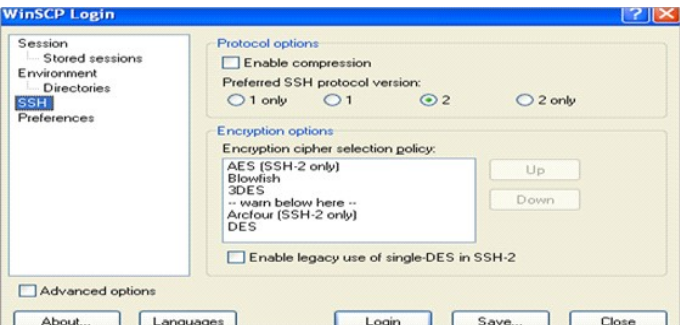 WinSCP Login
Session
Stored sessions
Environment
Directories
SSH
Preferences
Protocol options
Enable compression
Preferred SSH protocol version:
1 only 1 2 2 only
Encryption options
Encryption cipher selection policy:
AES (SSH-2 only)
Blowfish
3DES
-- warn below here --
Arcfour (SSH-2 only)
DES
Up
Down
Enable legacy use of single-DES in SSH-2
Advanced options
About... Languages Login Save... Close